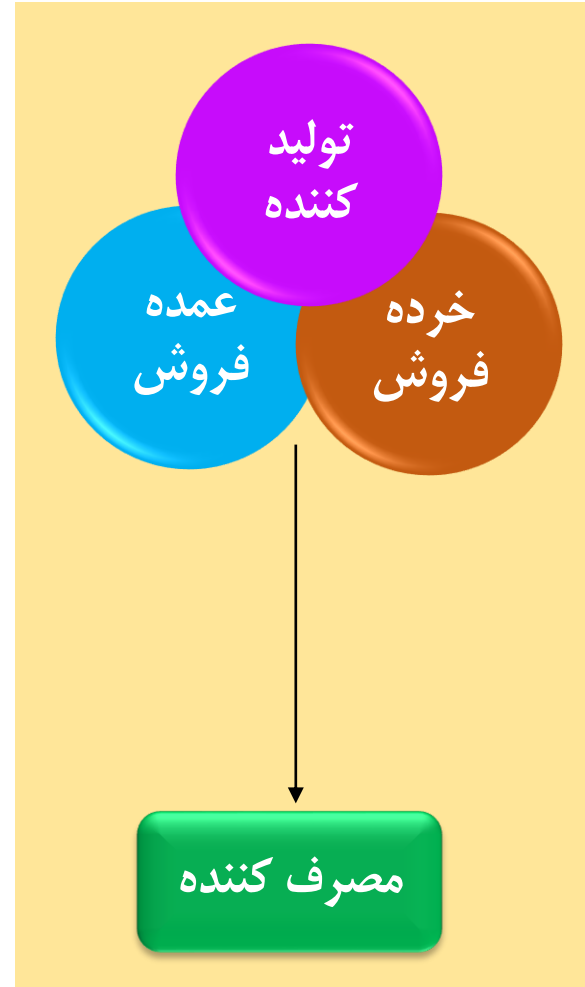 تولید
کننده
خرده
فروش
عمده
فروش
مصرف کننده